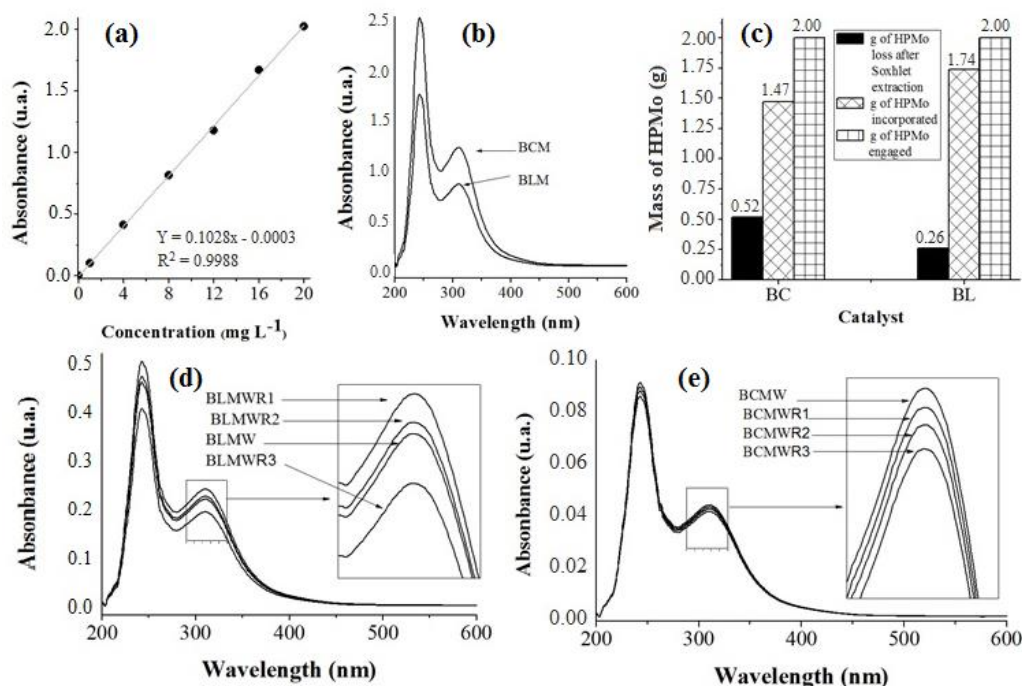 (a)
Absonbance (u.a.)
2.0
1.5
1.0
0.5
0.0
0 4 8 12 16 20
Y = 0.1028x - 0.0003
R² = 0.9988
Concentration (mg L⁻¹)
(b)
Absonbance (u.a.)
2.5
2.0
1.5
1.0
2.5
0.0
200 300 400 500 600
BCM
BLM
Wavelength (nm)
(c)
Mass of HPMo (g)
2.00
1.75
1.50
1.25
1.00
0.75
0.50
0.25
0.00
0.52
1.47
2.00
0.26
1.74
2.00
g of HPMo
loss after
Soxhlet
extraction
g of HPMo
incorporated
g of HPMo
engaged
BC BL
Catalyst
(d)
Absonbance (u.a.)
0.5
0.4
0.3
0.2
0.1
0.0
200 300 400 500 600
BLMWR1
BLMWR2
BLMW
BLMWR3
Wavelength (nm)
(e)
Absonbance (u.a.)
0.10
0.08
0.06
0.04
0.02
0.00
200 300 400 500 600
BCMW
BCMWR1
BCMWR2
BCMWR3
Wavelength (nm)